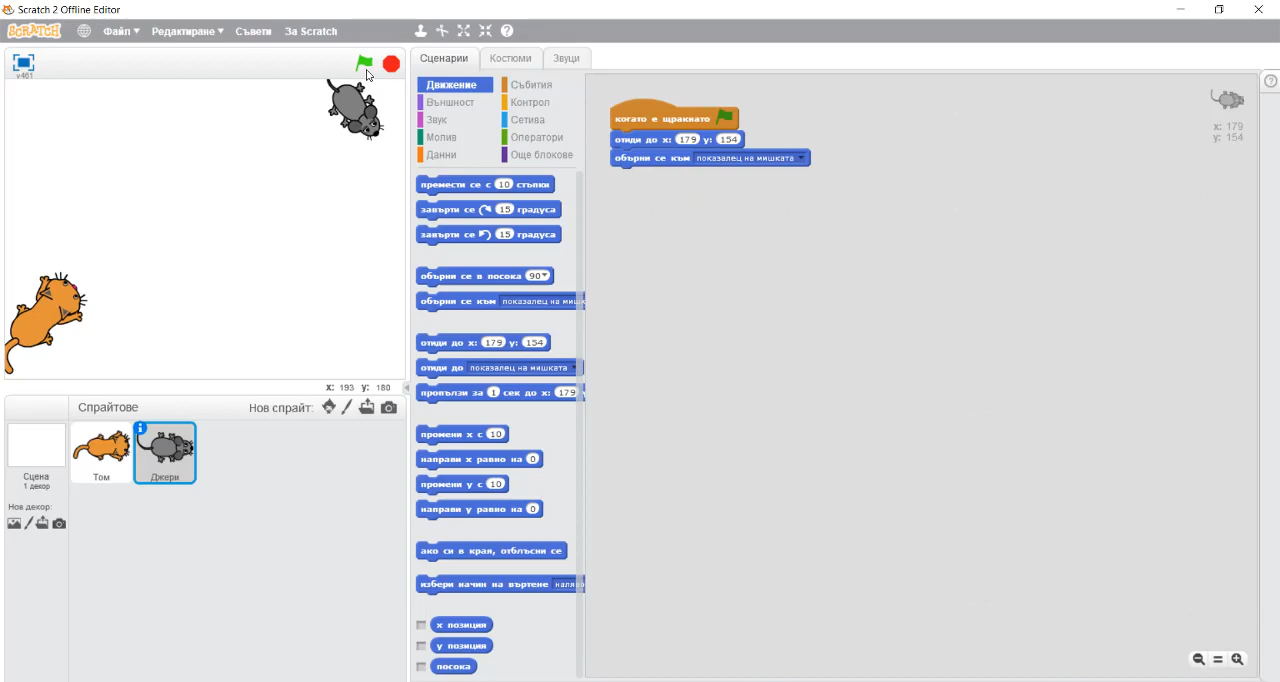 Scratch 2 Offline Editor
SCRATCH
Файл ▾ Редактиране ▾ Съвети За Scratch
v461
Сценарии Костюми Звуци
Движение
Външност
Звук
Молив
Данни
Събития
Контрол
Сетива
Оператори
Още блокове
премести се с 10 стъпки
завърти се 15 градуса
завърти се 15 градуса
обърни се в посока 90▾
обърни се към показалец на миш
отиди до x: 179 y: 154
отиди до показалец на мишката
пропълзи за 1 сек до x: 179
промени x с 10
направи x равно на 0
промени y с 10
направи y равно на 0
ако си в края, отблъсни се
избери начин на въртене
x позиция
y позиция
посока
когато е щракнато
отиди до x: 179 y: 154
обърни се към показалец на мишката
x: 179
y: 154
X: 193 y: 180
Спрайтове Нов спрайт:
Сцена
1 декор
Нов декор:
Том
Джери